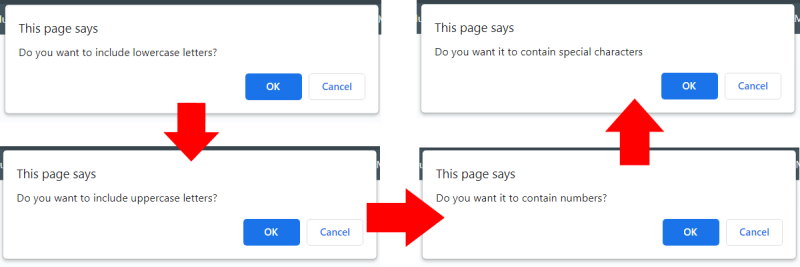 This page says
Do you want to include lowercase letters?
OK Cancel
This page says
Do you want to include uppercase letters?
OK Cancel
This page says
Do you want it to contain numbers?
OK Cancel
This page says
Do you want it to contain special characters
OK Cancel